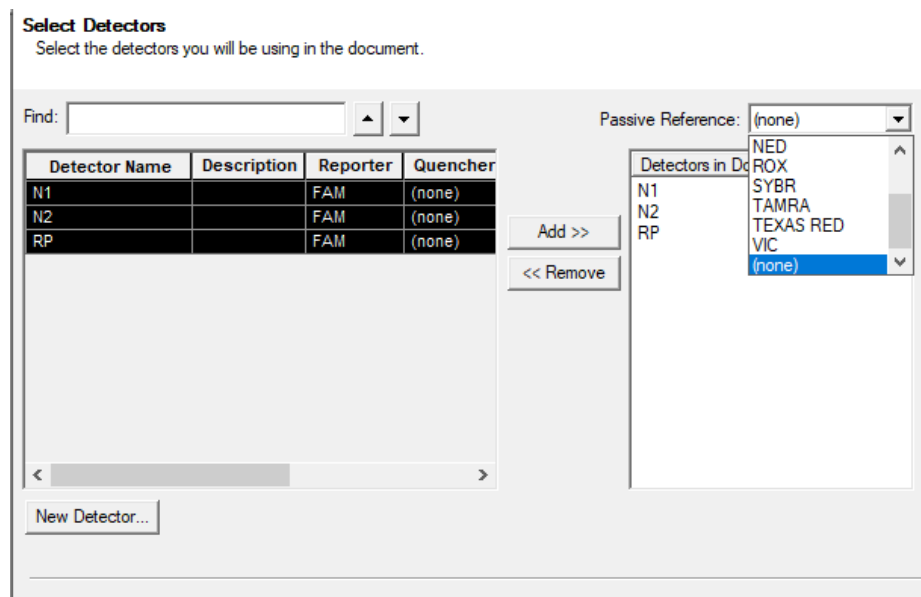 Select Detectors
Select the detectors you will be using in the document.
Find:
Passive Reference: (none)
NED
ROX
SYBR
TAMRA
TEXAS RED
VIC
(none)
Detector Name Description Reporter Quencher
N1 FAM (none)
N2 FAM (none)
RP FAM (none)
Add >>
<< Remove
Detectors in
N1
N2
RP
New Detector...